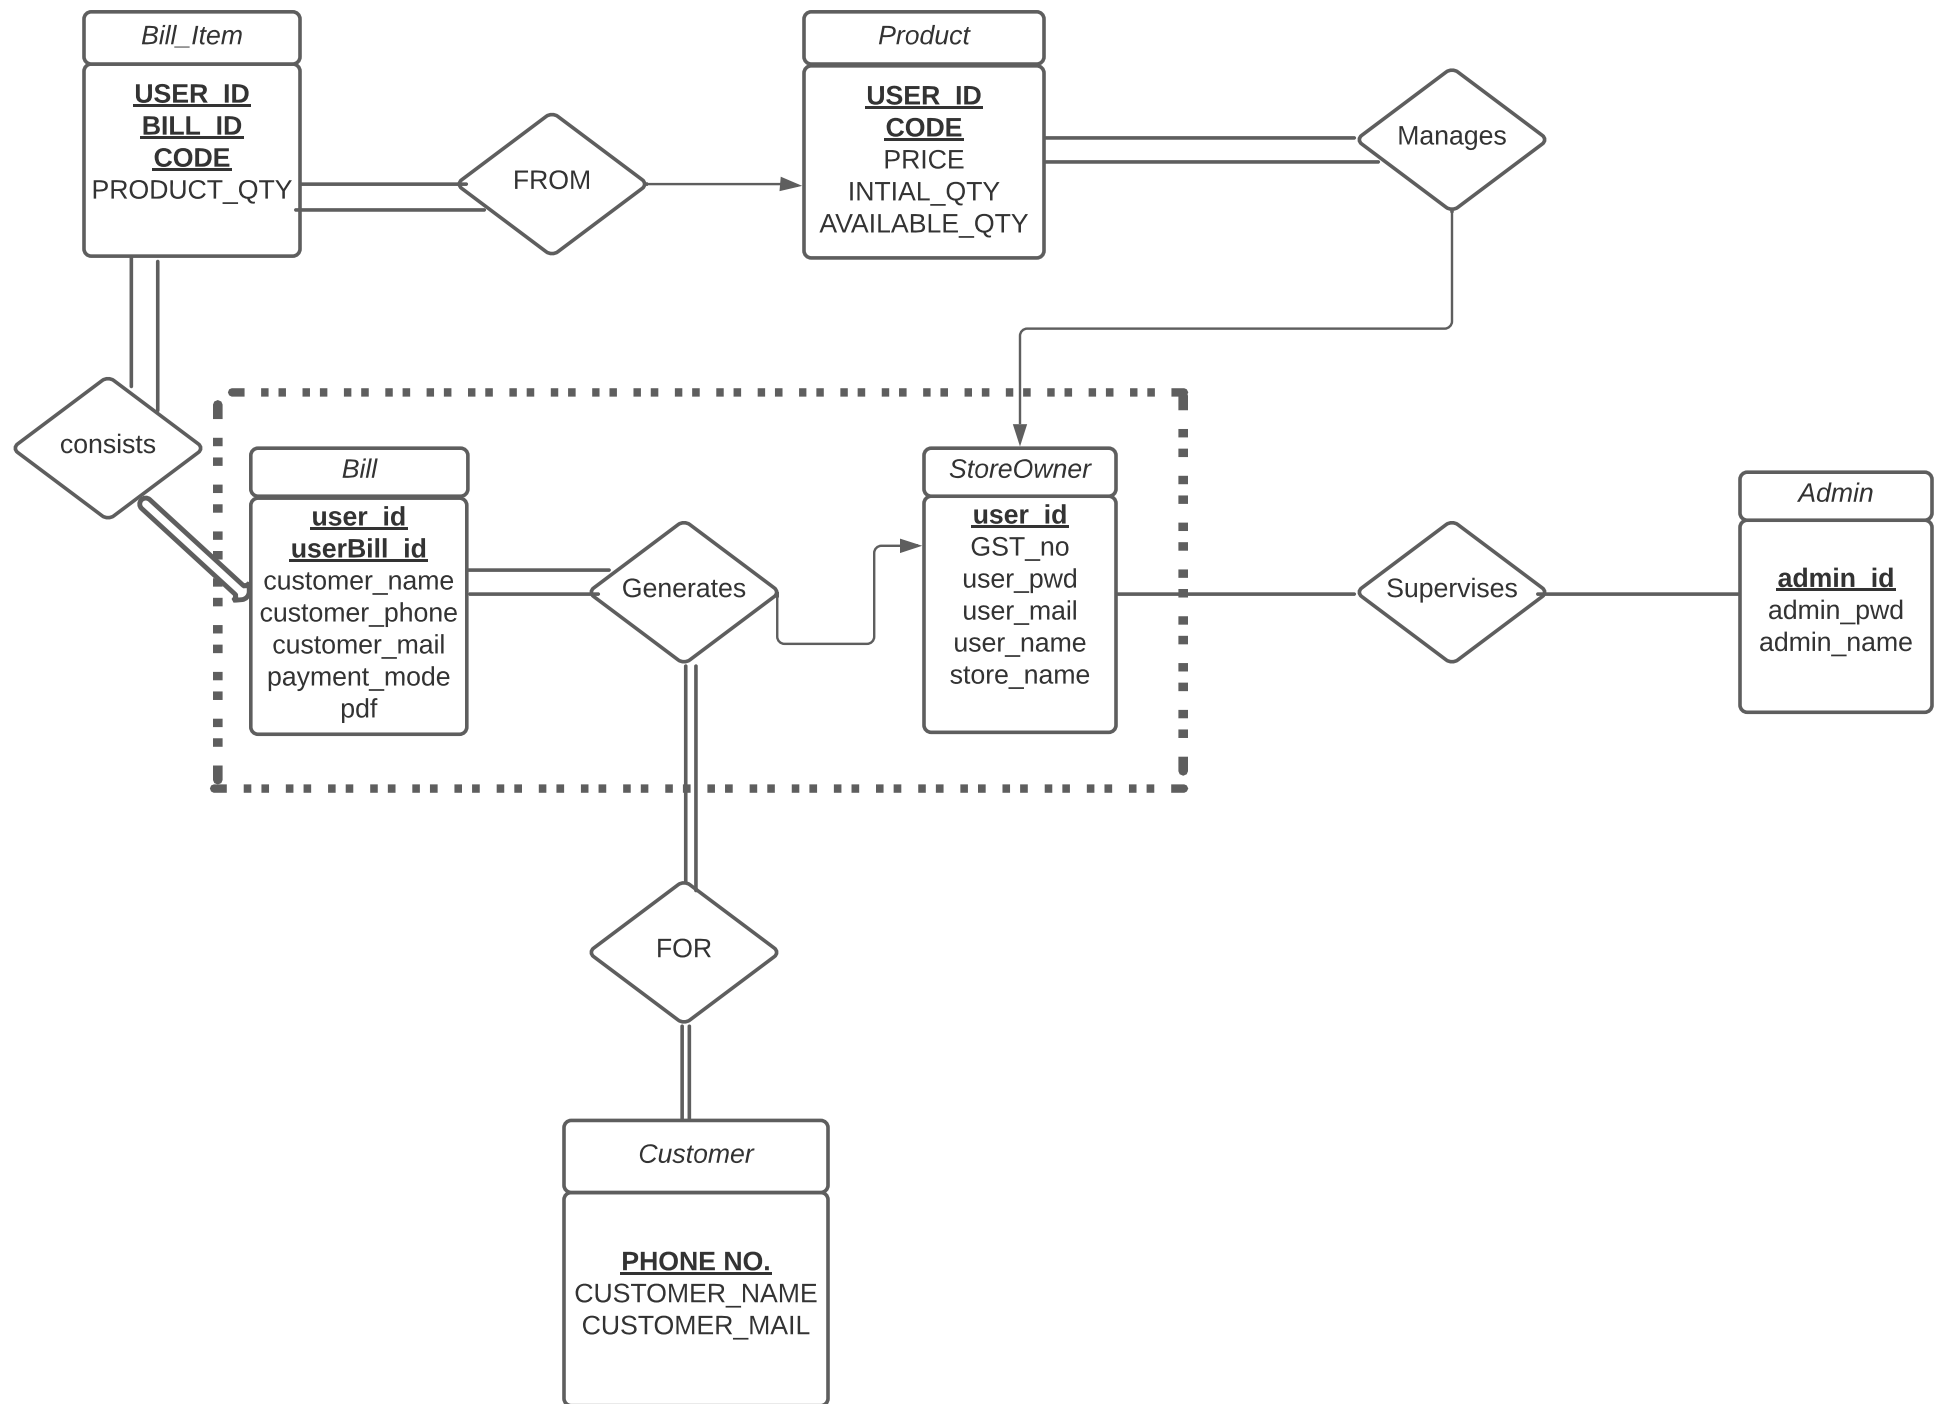 Bill_Item
USER_ID
BILL_ID
CODE
PRODUCT_QTY
FROM
Product
USER_ID
CODE
PRICE
INTIAL_QTY
AVAILABLE_QTY
Manages
consists
Bill
user_id
userBill_id
customer_name
customer_phone
customer_mail
payment_mode
pdf
Generates
StoreOwner
user_id
GST_no
user_pwd
user_mail
user_name
store_name
Supervises
Admin
admin_id
admin_pwd
admin_name
FOR
Customer
PHONE NO.
CUSTOMER_NAME
CUSTOMER_MAIL